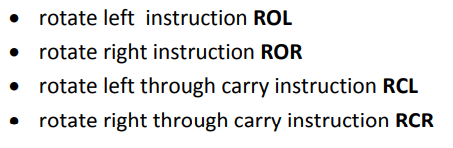 • rotate left instruction ROL
• rotate right instruction ROR
• rotate left through carry instruction RCL
• rotate right through carry instruction RCR